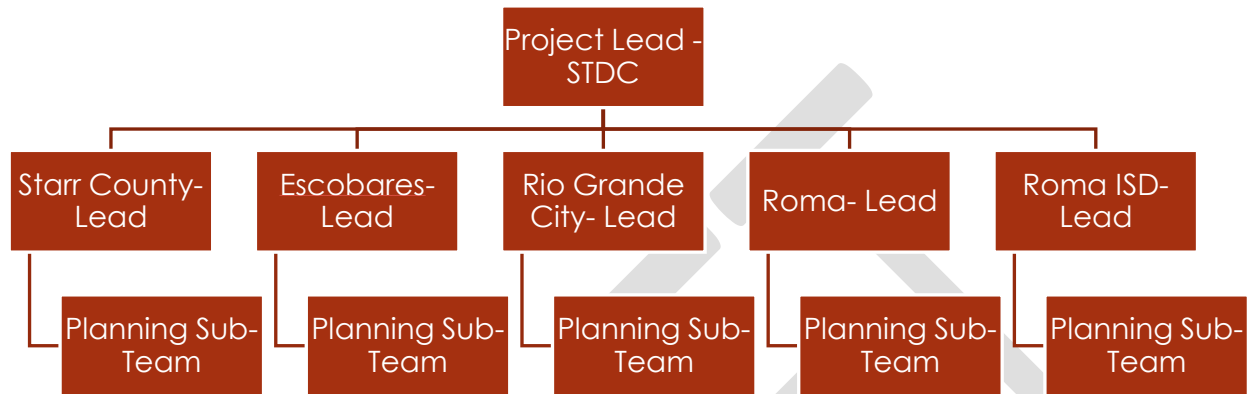 Project Lead -
STDC
Starr County-
Lead
Escobares-
Lead
Rio Grande
City- Lead
Roma- Lead
Roma ISD-
Lead
Planning Sub-
Team
Planning Sub-
Team
Planning Sub-
Team
Planning Sub-
Team
Planning Sub-
Team